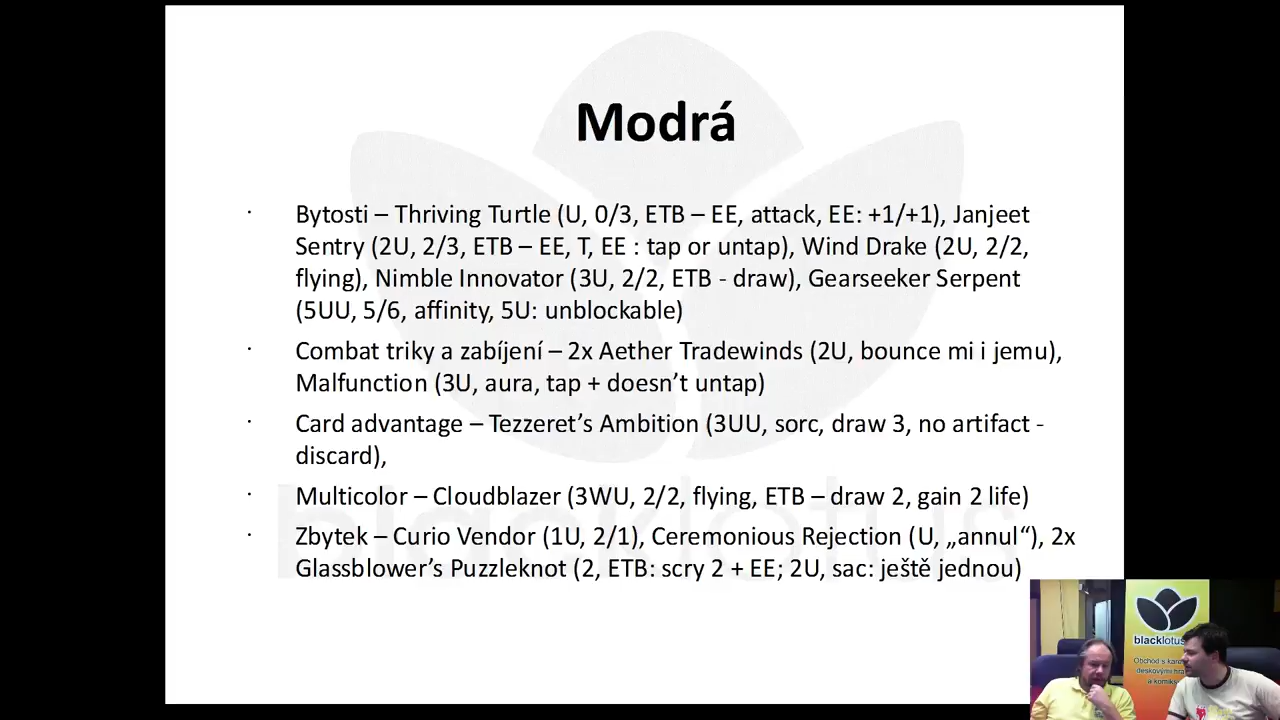 Modrá
· Bytosti – Thriving Turtle (U, 0/3, ETB – EE, attack, EE: +1/+1), Janjeet
Sentry (2U, 2/3, ETB – EE, T, EE : tap or untap), Wind Drake (2U, 2/2,
flying), Nimble Innovator (3U, 2/2, ETB - draw), Gearseeker Serpent
(5UU, 5/6, affinity, 5U: unblockable)
· Combat triky a zabíjení – 2x Aether Tradewinds (2U, bounce mi i jemu),
Malfunction (3U, aura, tap + doesn’t untap)
· Card advantage – Tezzeret’s Ambition (3UU, sorc, draw 3, no artifact -
discard),
· Multicolor – Cloudblazer (3WU, 2/2, flying, ETB – draw 2, gain 2 life)
· Zbytek – Curio Vendor (1U, 2/1), Ceremonious Rejection (U, „annul“), 2x
Glassblower’s Puzzleknot (2, ETB: scry 2 + EE; 2U, sac: ještě jednou)
blacklotus
Obchod s
deskovými
a